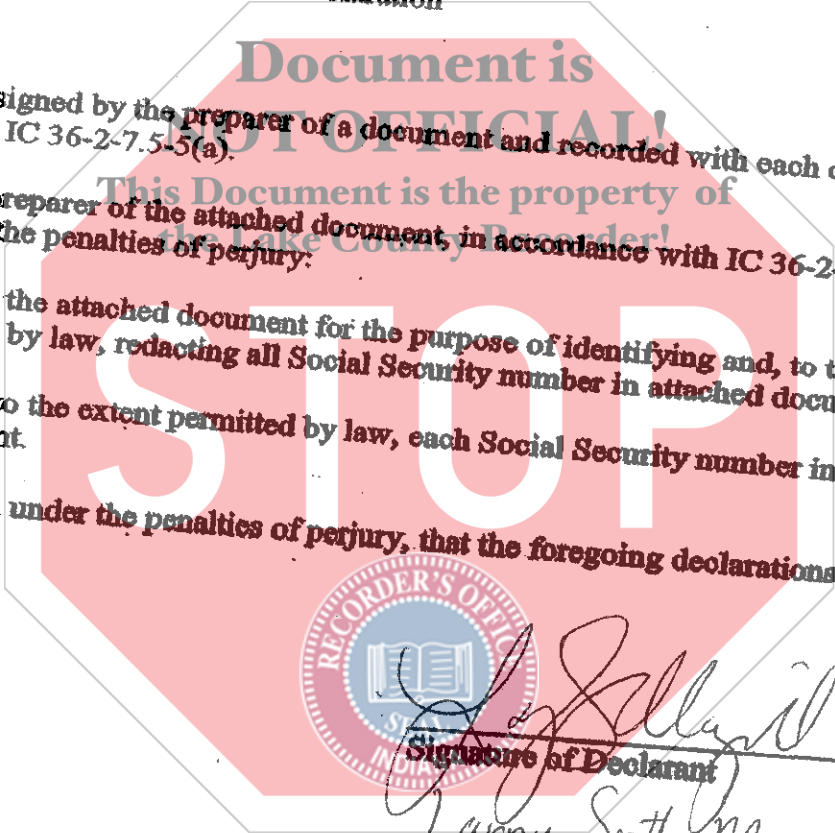 Document is
signed by the preparer of a document and recorded with each
NOT OFFICIAL!
IC 36-2-7.5-5(a).
This Document is the property of
preparer of the attached document, in accordance with IC 36-2-
the Lake County Recorder!
the penalties of perjury:
the attached document for the purpose of identifying and, to
by law, redacting all Social Security number in attached docu
STOP
to the extent permitted by law, each Social Security number in
nt.
under the penalties of perjury, that the foregoing declarations
RECORDER'S OFFICE
SEAL
INDIANA
Signature of Declarant